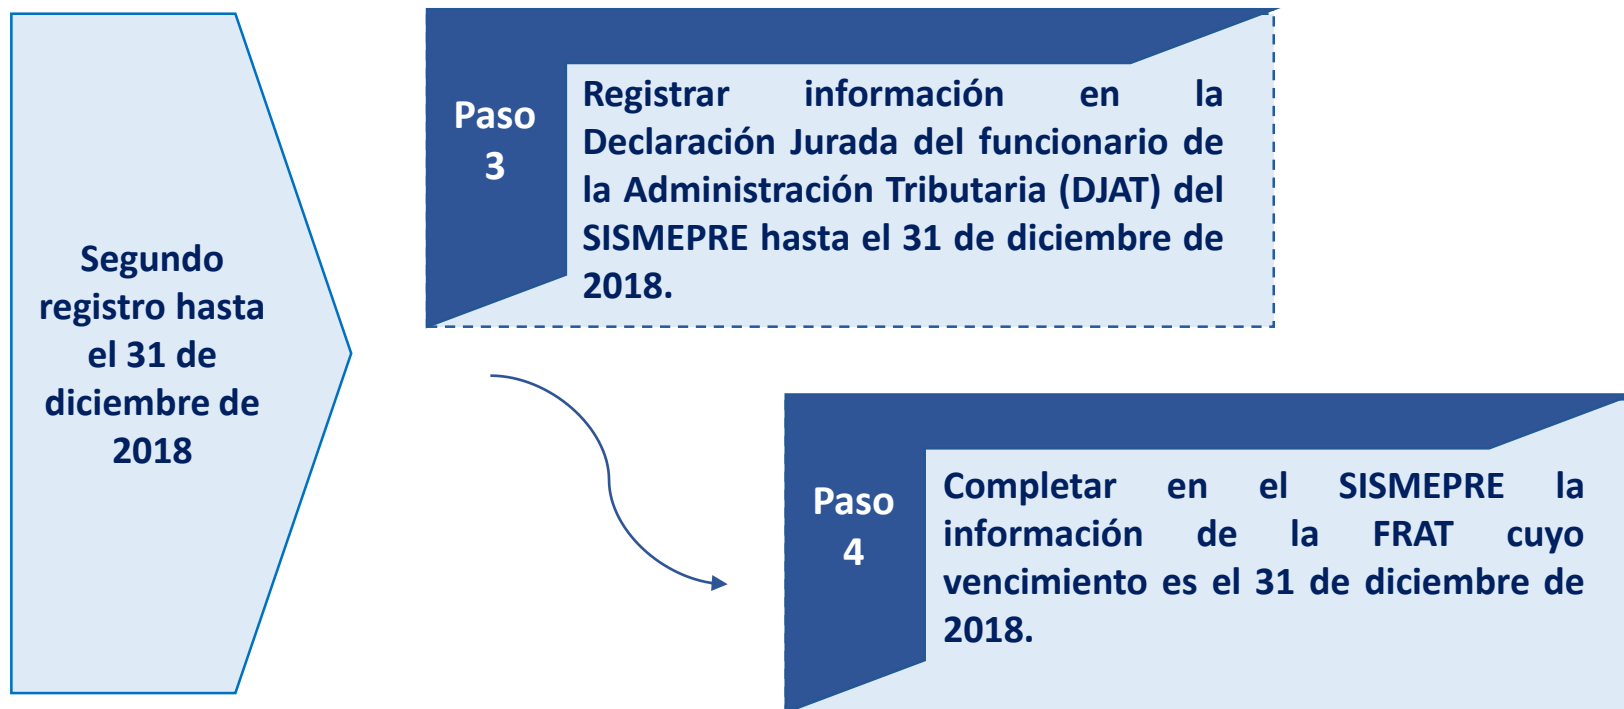 Segundo
registro hasta
el 31 de
diciembre de
2018
Paso
3
Registrar información en la
Declaración Jurada del funcionario de
la Administración Tributaria (DJAT) del
SISMEPRE hasta el 31 de diciembre de
2018.
Paso
4
Completar en el SISMEPRE la
información de la FRAT cuyo
vencimiento es el 31 de diciembre de
2018.